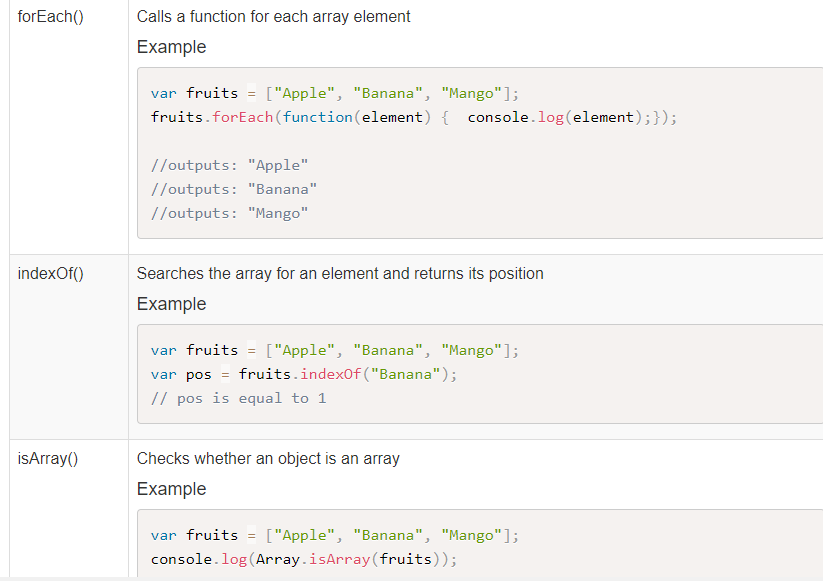 forEach()
Calls a function for each array element
Example
var fruits = ["Apple", "Banana", "Mango"];
fruits.forEach(function(element) {  console.log(element);});
//outputs: "Apple"
//outputs: "Banana"
//outputs: "Mango"
indexOf()
Searches the array for an element and returns its position
Example
var fruits = ["Apple", "Banana", "Mango"];
var pos = fruits.indexOf("Banana");
// pos is equal to 1
isArray()
Checks whether an object is an array
Example
var fruits = ["Apple", "Banana", "Mango"];
console.log(Array.isArray(fruits));